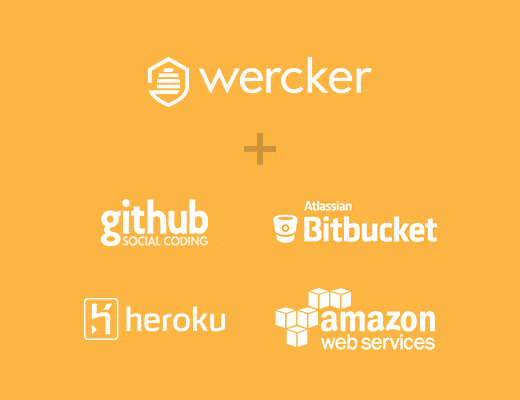 wercker
+
github
SOCIAL CODING
Atlassian
Bitbucket
heroku
amazon
web services